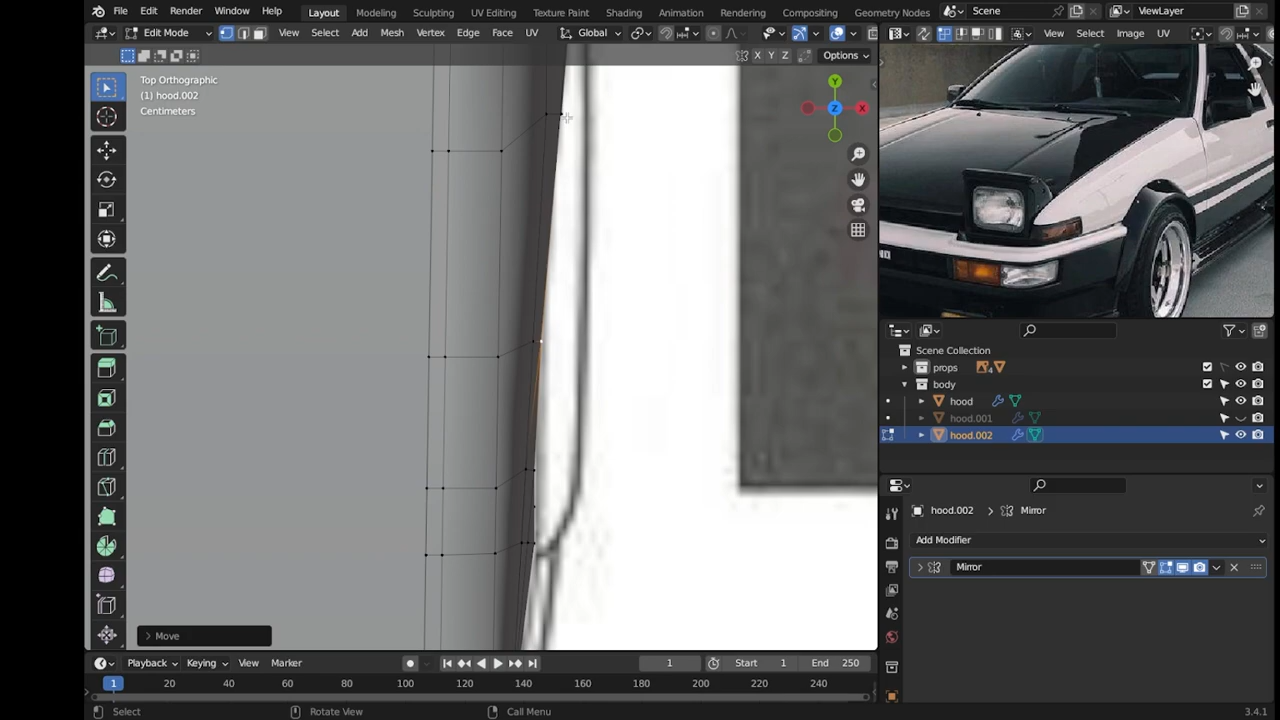 File Edit Render Window Help Layout Modeling Sculpting UV Editing Texture Paint Shading Animation Rendering Compositing Geometry Nodes Scene ViewLayer
Edit Mode View Select Add Mesh Vertex Edge Face UV Global View Select Image UV
X Y Z Options
Top Orthographic
(1) hood.002
Centimeters
Y
Z X
Scene Collection
props 4
body
hood
hood.001
hood.002
hood.002 > Mirror
Add Modifier
Mirror
Move
Playback Keying View Marker 1 Start 1 End 250
1 20 40 60 80 100 120 140 160 180 200 220 240
Select Rotate View Call Menu 3.4.1